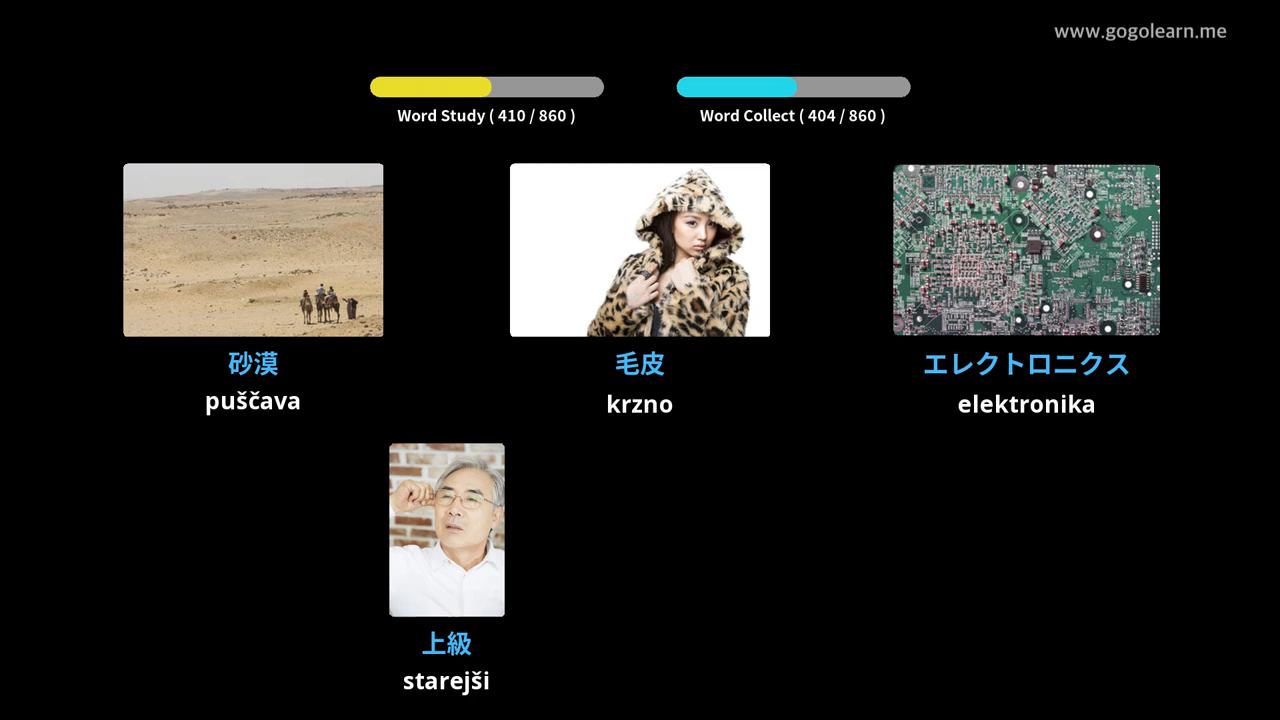 www.gogolearn.me
Word Study ( 410 / 860 )
Word Collect ( 404 / 860 )
砂漠
puščava
毛皮
krzno
エレクトロニクス
elektronika
上級
starejši